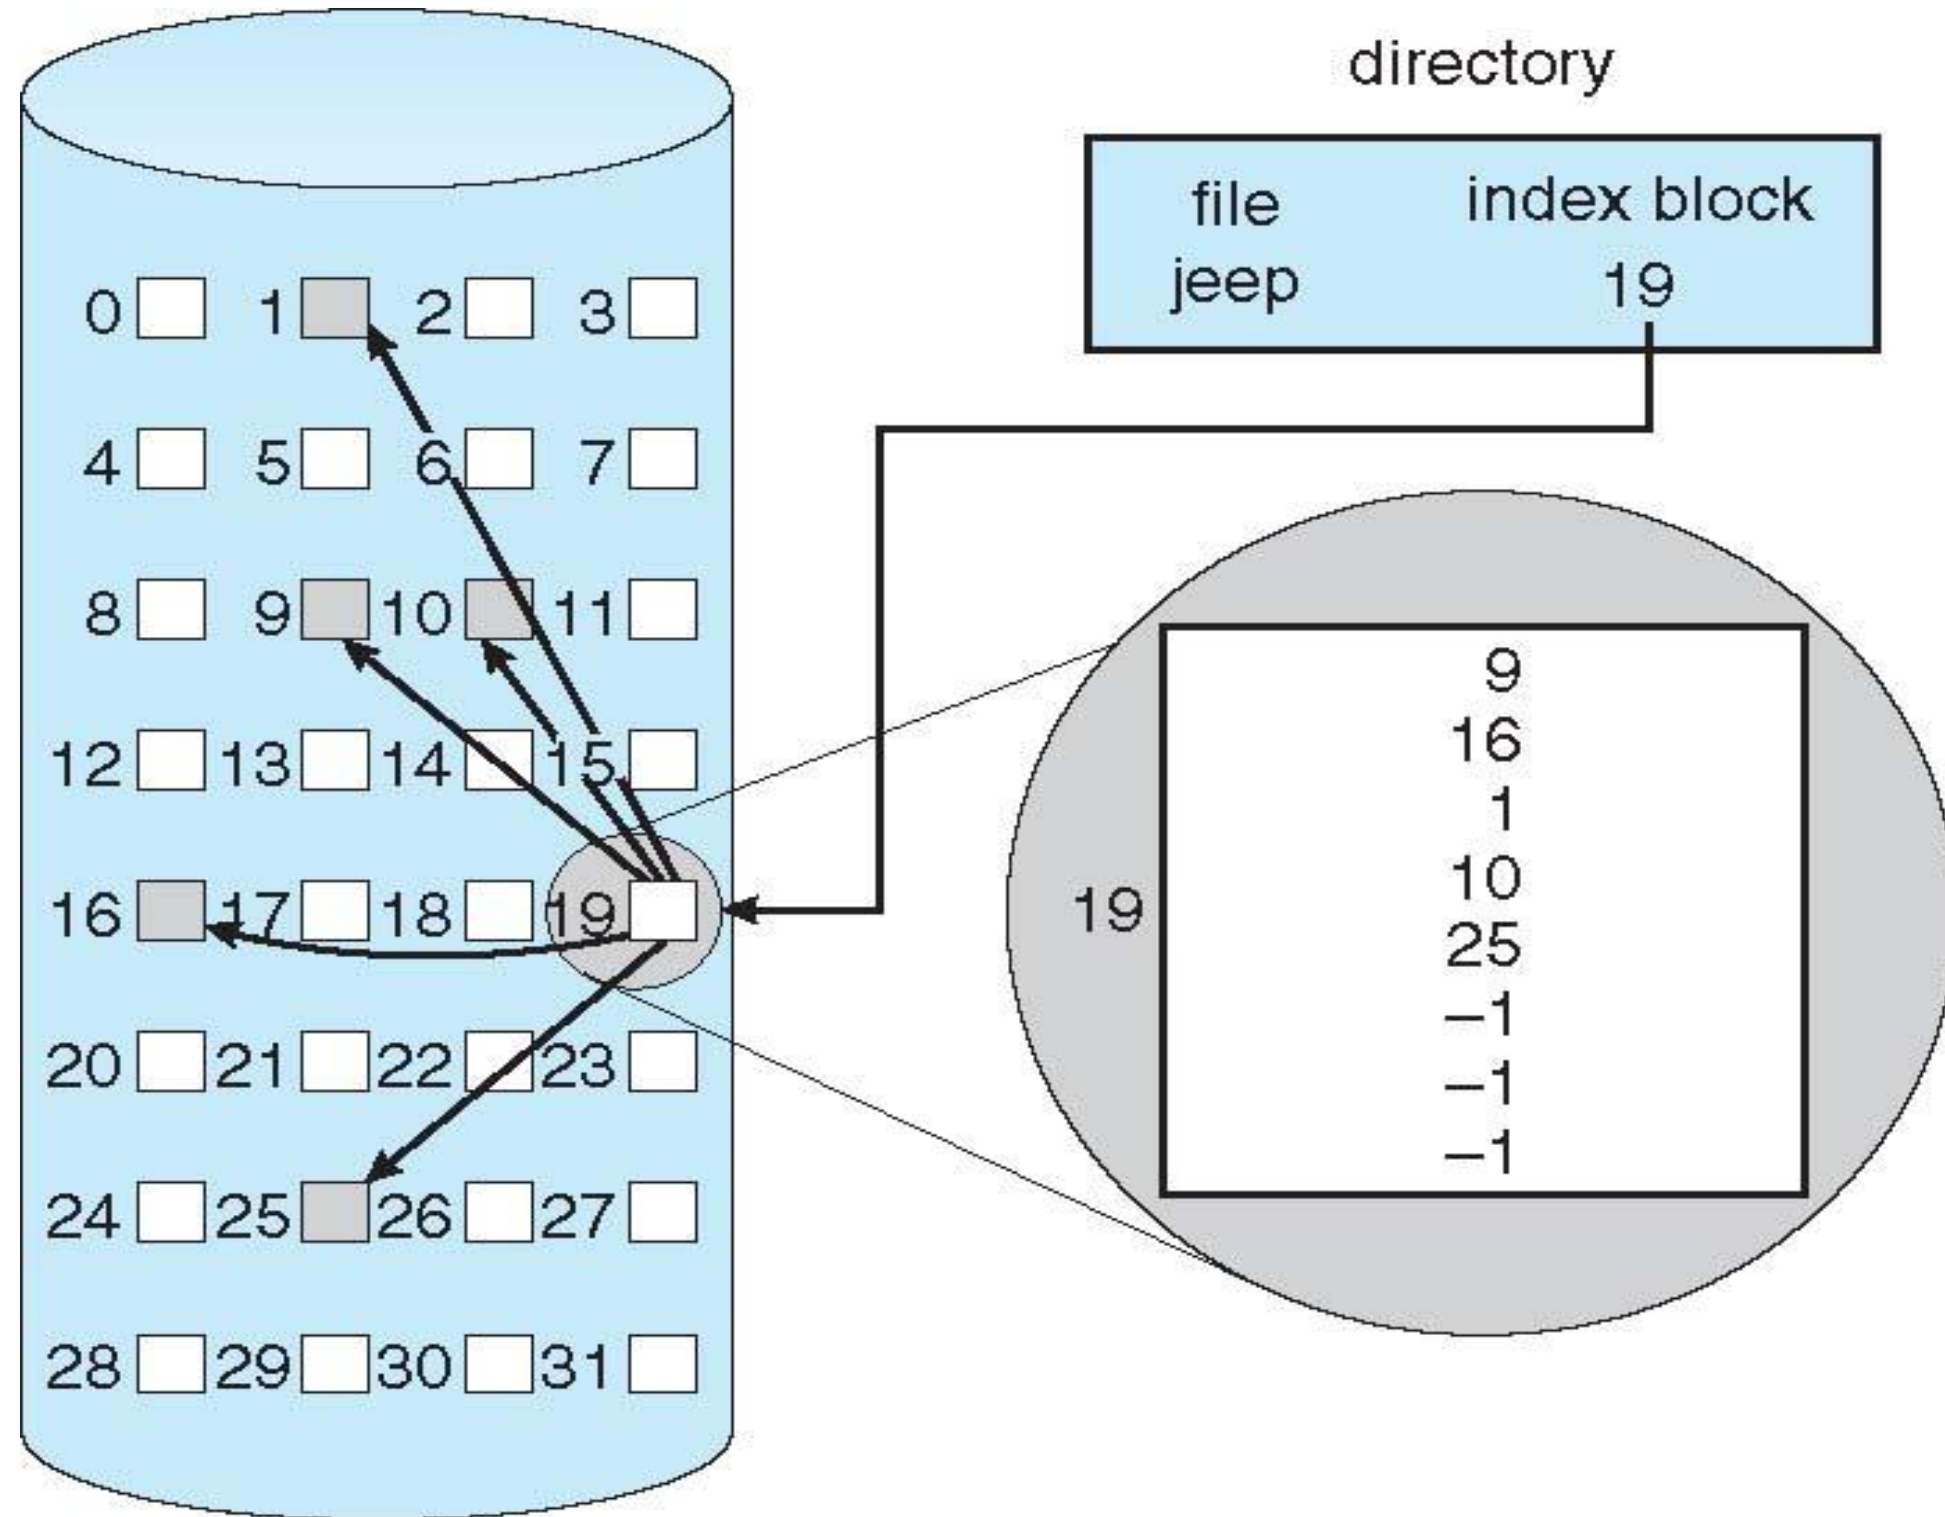 directory
file index block
jeep 19
0 1 2 3
4 5 6 7
8 9 10 11
12 13 14 15
16 17 18 19
20 21 22 23
24 25 26 27
28 29 30 31
19
9
16
1
10
25
–1
–1
–1